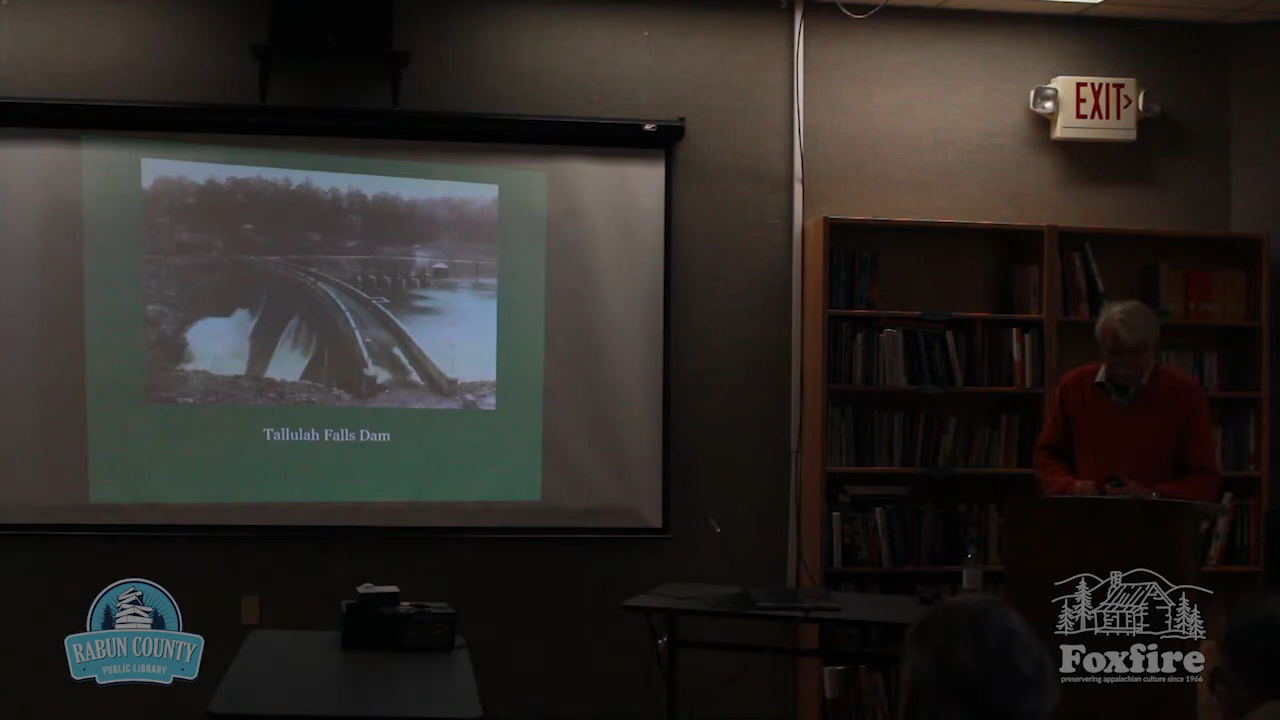 EXIT
Tallulah Falls Dam
RABUN COUNTY
PUBLIC LIBRARY
Foxfire
preserving appalachian culture since 1966